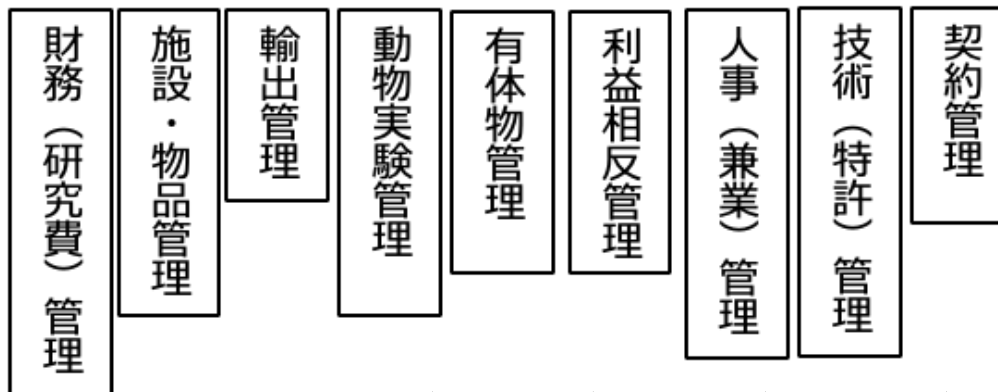 契約管理
技術（特許）管理
人事（兼業）管理
利益相反管理
有体物管理
動物実験管理
輸出管理
施設・物品管理
財務（研究費）管理